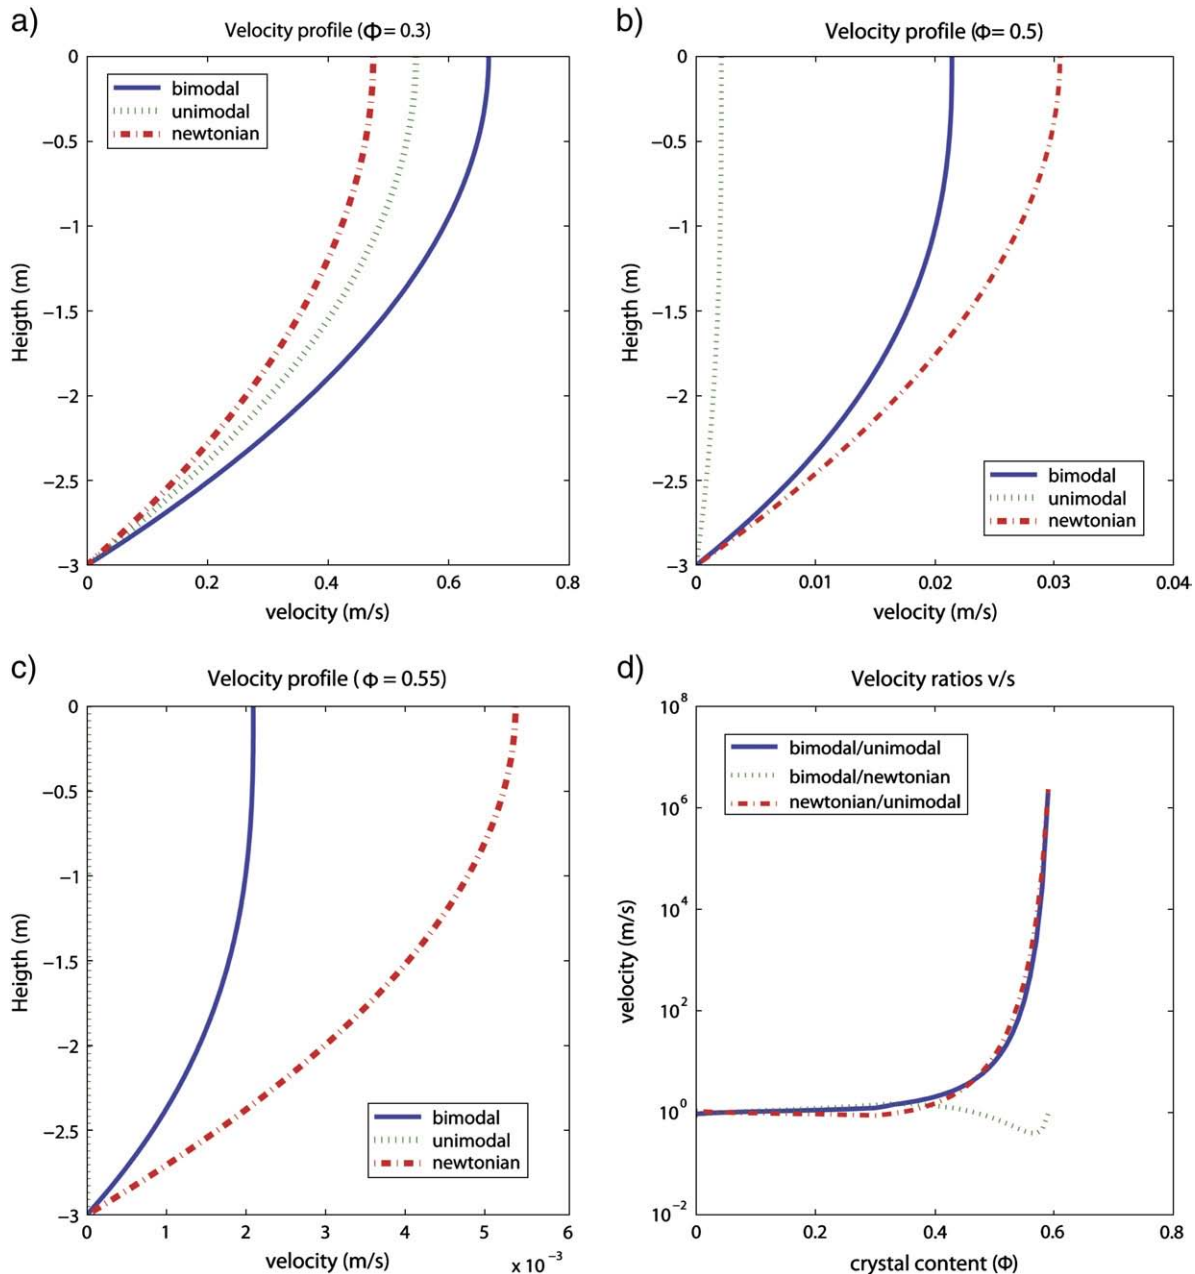 a)
Velocity profile (Φ= 0.3)
0
−0.5
−1
−1.5
−2
−2.5
−3
Heigth (m)
bimodal
unimodal
newtonian
0 0.2 0.4 0.6 0.8
velocity (m/s)
b)
Velocity profile (Φ= 0.5)
0
−0.5
−1
−1.5
−2
−2.5
−3
Heigth (m)
bimodal
unimodal
newtonian
0 0.01 0.02 0.03 0.04
velocity (m/s)
c)
Velocity profile ( Φ = 0.55)
0
−0.5
−1
−1.5
−2
−2.5
−3
Heigth (m)
bimodal
unimodal
newtonian
0 1 2 3 4 5 6
velocity (m/s) x 10⁻³
d)
Velocity ratios v/s
10⁸
10⁶
10⁴
10²
10⁰
10⁻²
velocity (m/s)
bimodal/unimodal
bimodal/newtonian
newtonian/unimodal
0 0.2 0.4 0.6 0.8
crystal content (Φ)